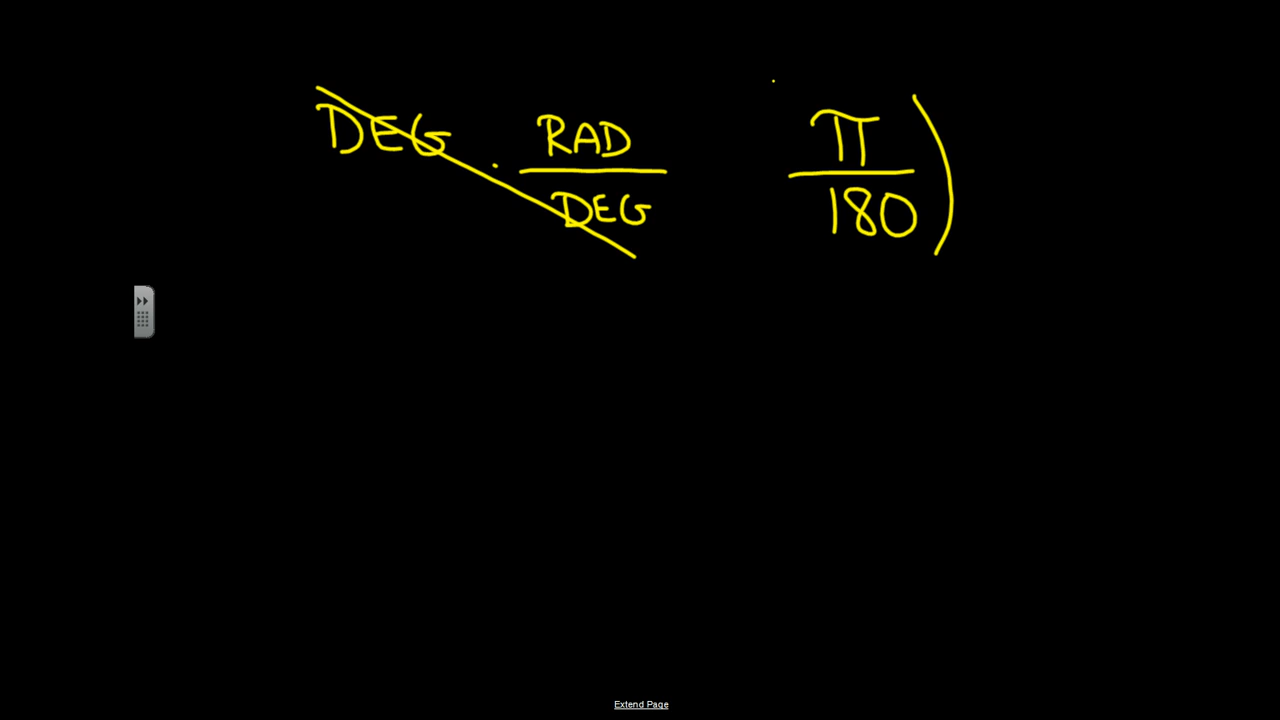 DEG · RAD π )
DEG 180
Extend Page